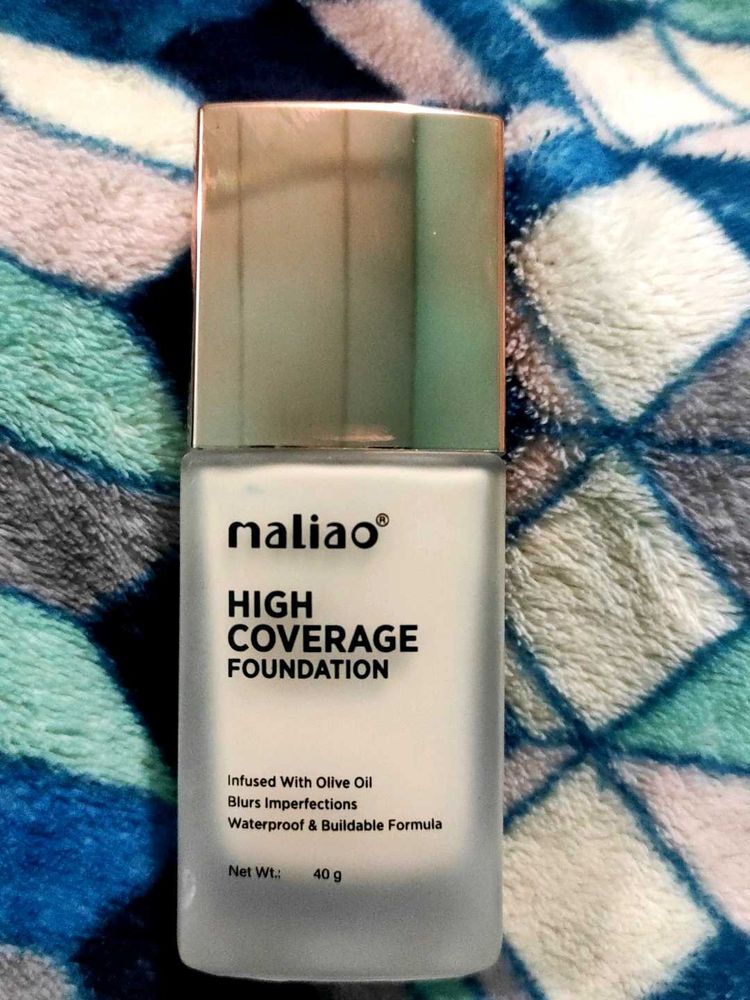 maliao®
HIGH
COVERAGE
FOUNDATION
Infused With Olive Oil
Blurs Imperfections
Waterproof & Buildable Formula
Net Wt.: 40 g